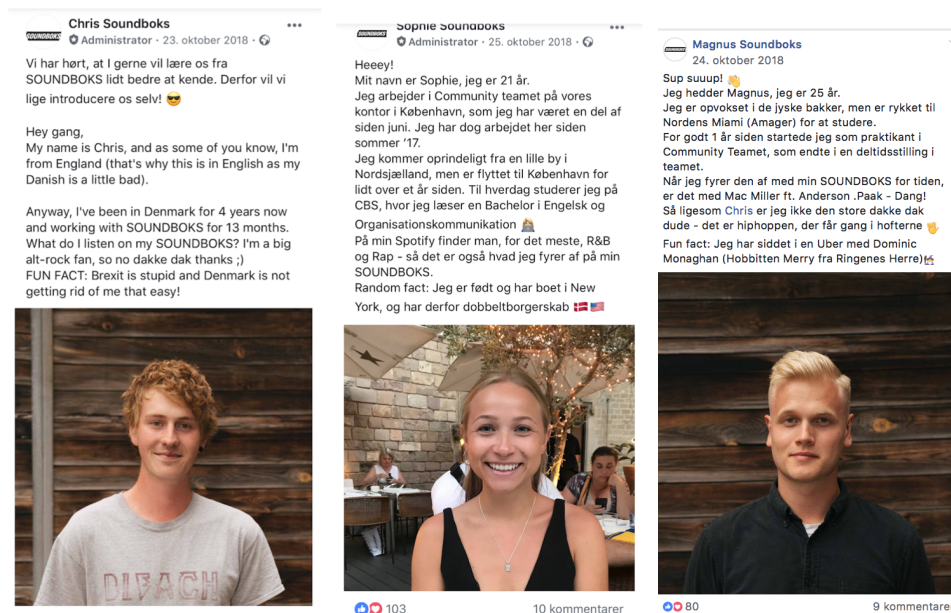 SOUNDBOKS
Chris Soundboks
Administrator · 23. oktober 2018 ·
Vi har hørt, at I gerne vil lære os fra
SOUNDBOKS lidt bedre at kende. Derfor vil vi
lige introducere os selv! 😎
Hey gang,
My name is Chris, and as some of you know, I'm
from England (that's why this is in English as my
Danish is a little bad).
Anyway, I've been in Denmark for 4 years now
and working with SOUNDBOKS for 13 months.
What do I listen on my SOUNDBOKS? I'm a big
alt-rock fan, so no dakke dak thanks ;)
FUN FACT: Brexit is stupid and Denmark is not
getting rid of me that easy!
DIBACH
SOUNDBOKS
Sophie Soundboks
Administrator · 25. oktober 2018 ·
Heeey!
Mit navn er Sophie, jeg er 21 år.
Jeg arbejder i Community teamet på vores
kontor i København, som jeg har været en del af
siden juni. Jeg har dog arbejdet her siden
sommer '17.
Jeg kommer oprindeligt fra en lille by i
Nordsjælland, men er flyttet til København for
lidt over et år siden. Til hverdag studerer jeg på
CBS, hvor jeg læser en Bachelor i Engelsk og
Organisationskommunikation 👩‍🎓
På min Spotify finder man, for det meste, R&B
og Rap - så det er også hvad jeg fyrer af på min
SOUNDBOKS.
Random fact: Jeg er født og har boet i New
York, og har derfor dobbeltborgerskab 🇩🇰 🇺🇸
103
10 kommentarer
SOUNDBOKS
Magnus Soundboks
24. oktober 2018
Sup suuup! 👋
Jeg hedder Magnus, jeg er 25 år.
Jeg er opvokset i de jyske bakker, men er rykket til
Nordens Miami (Amager) for at studere.
For godt 1 år siden startede jeg som praktikant i
Community Teamet, som endte i en deltidsstilling i
teamet.
Når jeg fyrer den af med min SOUNDBOKS for tiden,
er det med Mac Miller ft. Anderson .Paak - Dang!
Så ligesom Chris er jeg ikke den store dakke dak
dude - det er hiphoppen, der får gang i hofterne 🖖
Fun fact: Jeg har siddet i en Uber med Dominic
Monaghan (Hobbitten Merry fra Ringenes Herre)
80
9 kommentare